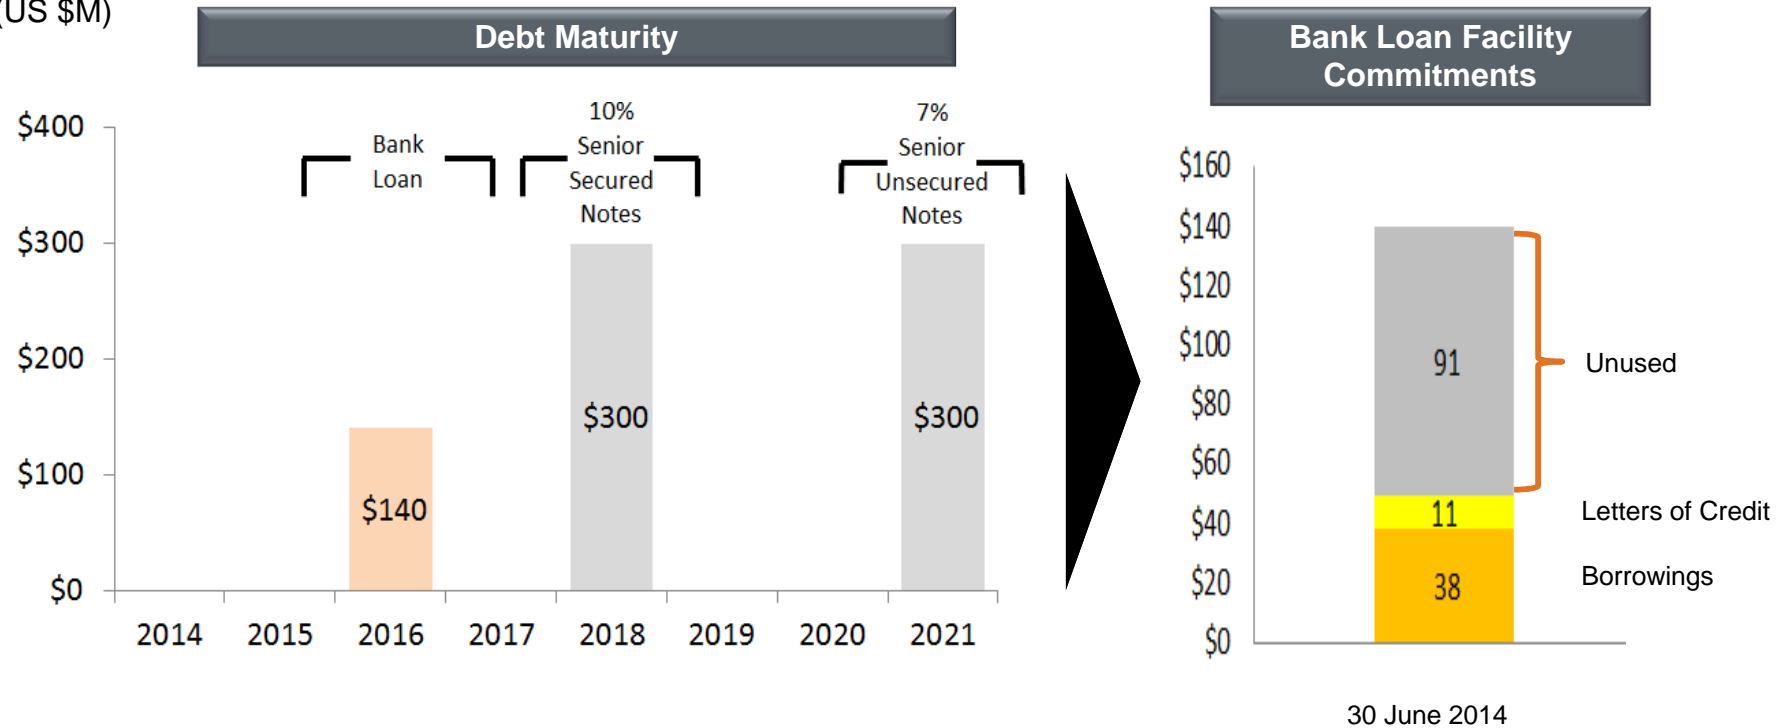 (US $M)
Debt Maturity
$400
$300
$200
$100
$0
Bank
Loan
10%
Senior
Secured
Notes
7%
Senior
Unsecured
Notes
$140
$300
$300
2014 2015 2016 2017 2018 2019 2020 2021
Bank Loan Facility
Commitments
$160
$140
$120
$100
$80
$60
$40
$20
$0
91
11
38
Unused
Letters of Credit
Borrowings
30 June 2014